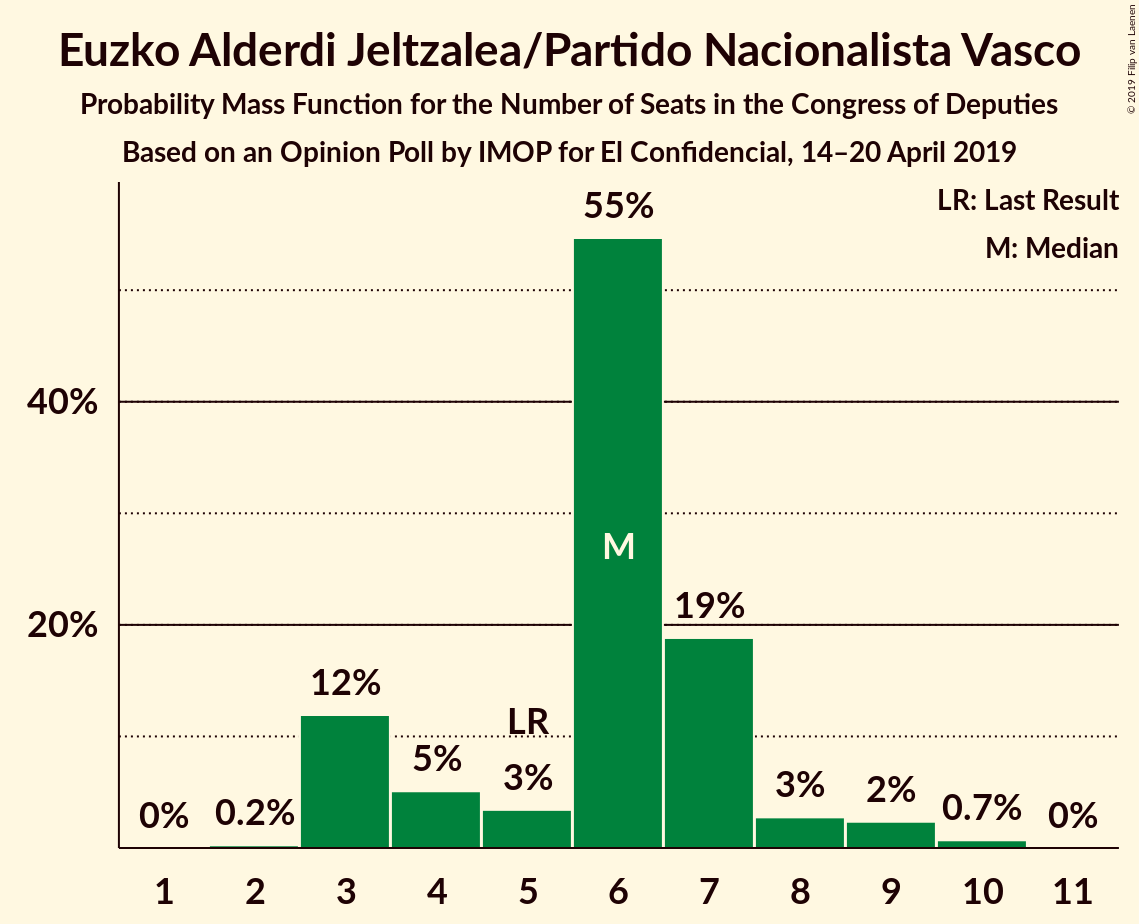 Euzko Alderdi Jeltzalea/Partido Nacionalista Vasco
Probability Mass Function for the Number of Seats in the Congress of Deputies
Based on an Opinion Poll by IMOP for El Confidencial, 14–20 April 2019
© 2019 Filip van Laenen
LR: Last Result
M: Median
55%
40%
M
19%
20%
12%
LR
5%
3%
3%
2%
0%
0.2%
0.7%
0%
1 2 3 4 5 6 7 8 9 10 11